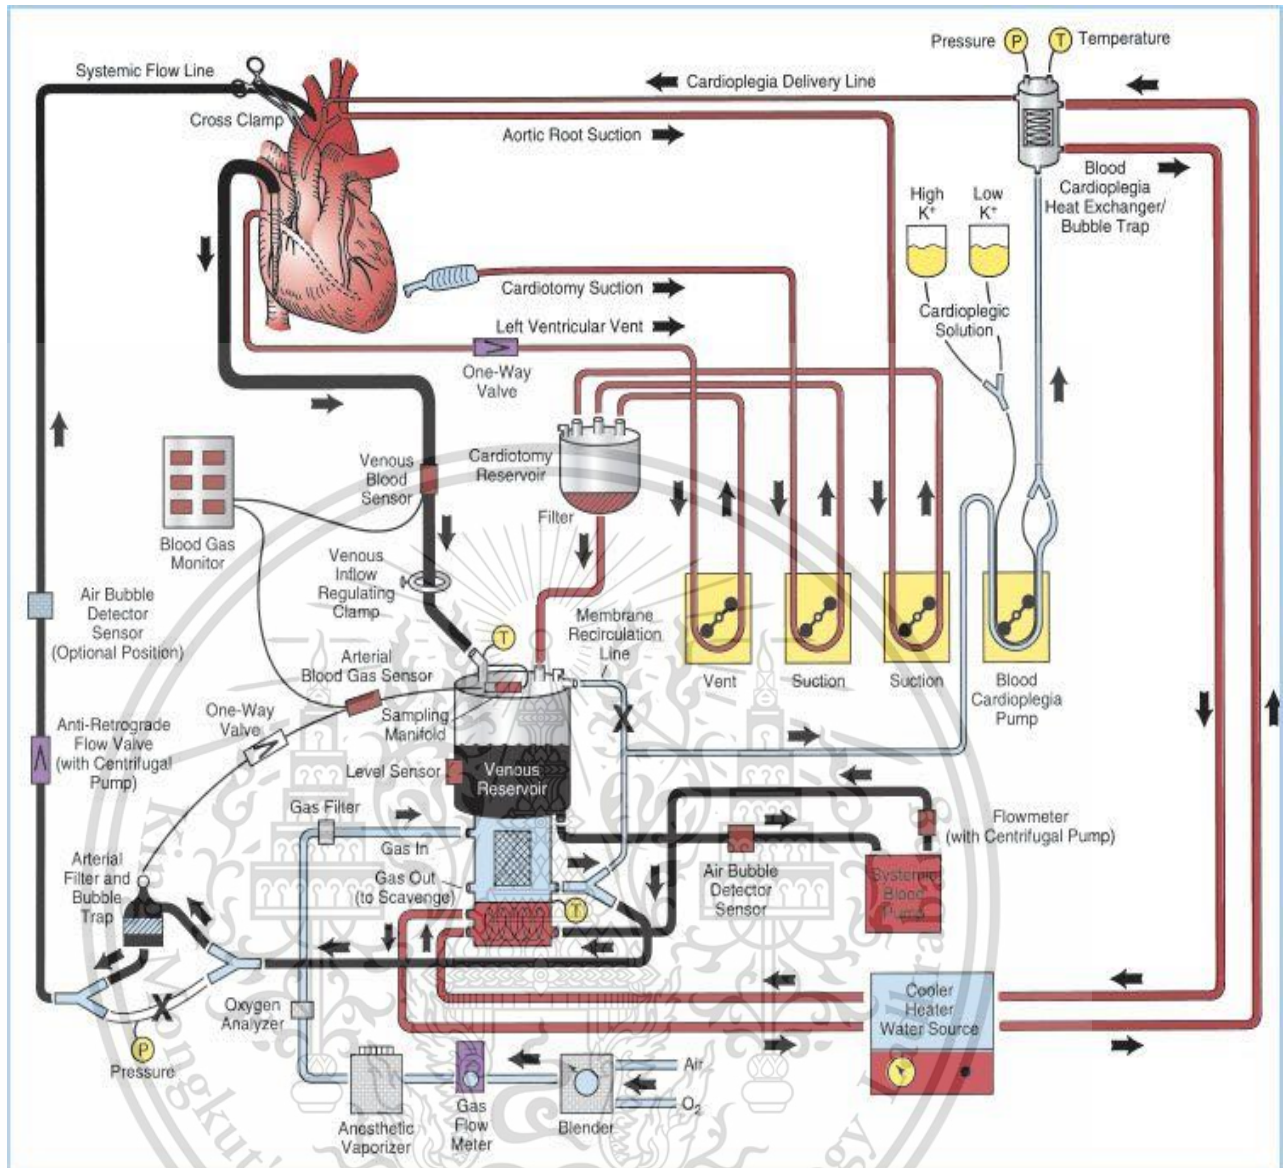 Pressure P T Temperature
Systemic Flow Line
Cardioplegia Delivery Line
Cross Clamp
Aortic Root Suction
Blood
Cardioplegia
Heat Exchanger/
Bubble Trap
High
K+
Low
K+
Cardiotomy Suction
Cardioplegic
Solution
Left Ventricular Vent
One-Way
Valve
Cardiotomy
Reservoir
Filter
Venous
Blood
Sensor
Blood Gas
Monitor
Venous
Inflow
Regulating
Clamp
Air Bubble
Detector
Sensor
(Optional Position)
Membrane
Recirculation
Line
T
Arterial
Blood Gas Sensor
Vent
Suction
Suction
Blood
Cardioplegia
Pump
One-Way
Valve
Sampling
Manifold
X
Anti-Retrograde
Flow Valve
(with Centrifugal
Pump)
Level Sensor
Venous
Reservoir
Gas Filter
Gas In
Flowmeter
(with Centrifugal Pump)
Arterial
Filter and
Bubble
Trap
Gas Out
(to Scavenge)
T
Air Bubble
Detector
Sensor
Systemic
Blood
Pump
X
Oxygen
Analyzer
Cooler
Heater
Water Source
P
Pressure
Air
O2
Anesthetic
Vaporizer
Gas
Flow
Meter
Blender
King Mongkut's